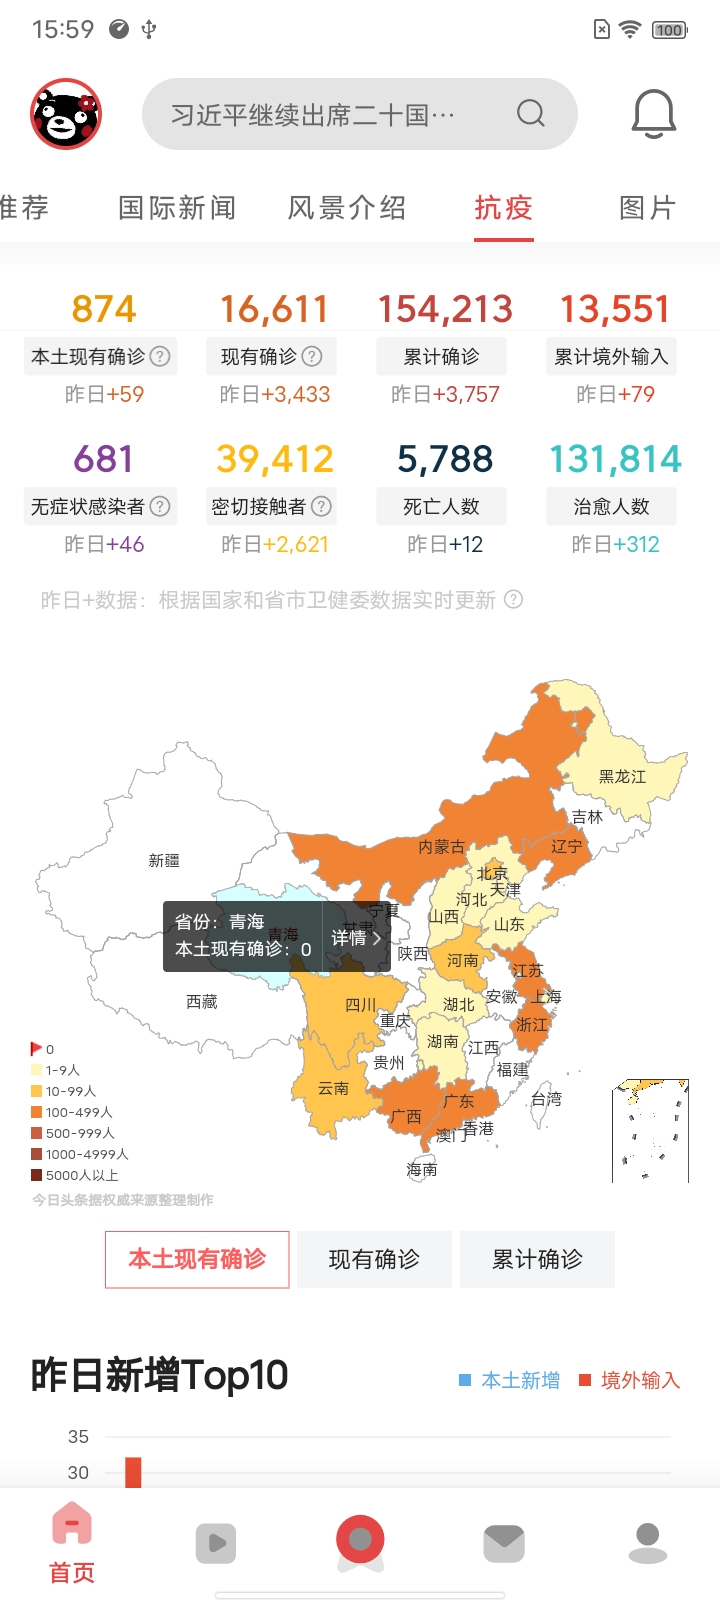 15:59
100
习近平继续出席二十国…
推荐 国际新闻 风景介绍 抗疫 图片
874 16,611 154,213 13,551
本土现有确诊? 现有确诊? 累计确诊 累计境外输入
昨日+59 昨日+3,433 昨日+3,757 昨日+79
681 39,412 5,788 131,814
无症状感染者? 密切接触者? 死亡人数 治愈人数
昨日+46 昨日+2,621 昨日+12 昨日+312
昨日+数据：根据国家和省市卫健委数据实时更新 ?
黑龙江
吉林
新疆
内蒙古
辽宁
北京
天津
河北
宁夏
山西
山东
省份：青海
本土现有确诊：0
详情
青海
甘肃
陕西
河南
江苏
西藏
四川
湖北
安徽
上海
重庆
浙江
湖南
江西
贵州
福建
云南
台湾
广西
广东
香港
澳门
海南
0
1-9人
10-99人
100-499人
500-999人
1000-4999人
5000人以上
今日头条据权威来源整理制作
本土现有确诊 现有确诊 累计确诊
昨日新增Top10
本土新增 境外输入
35
30
首页